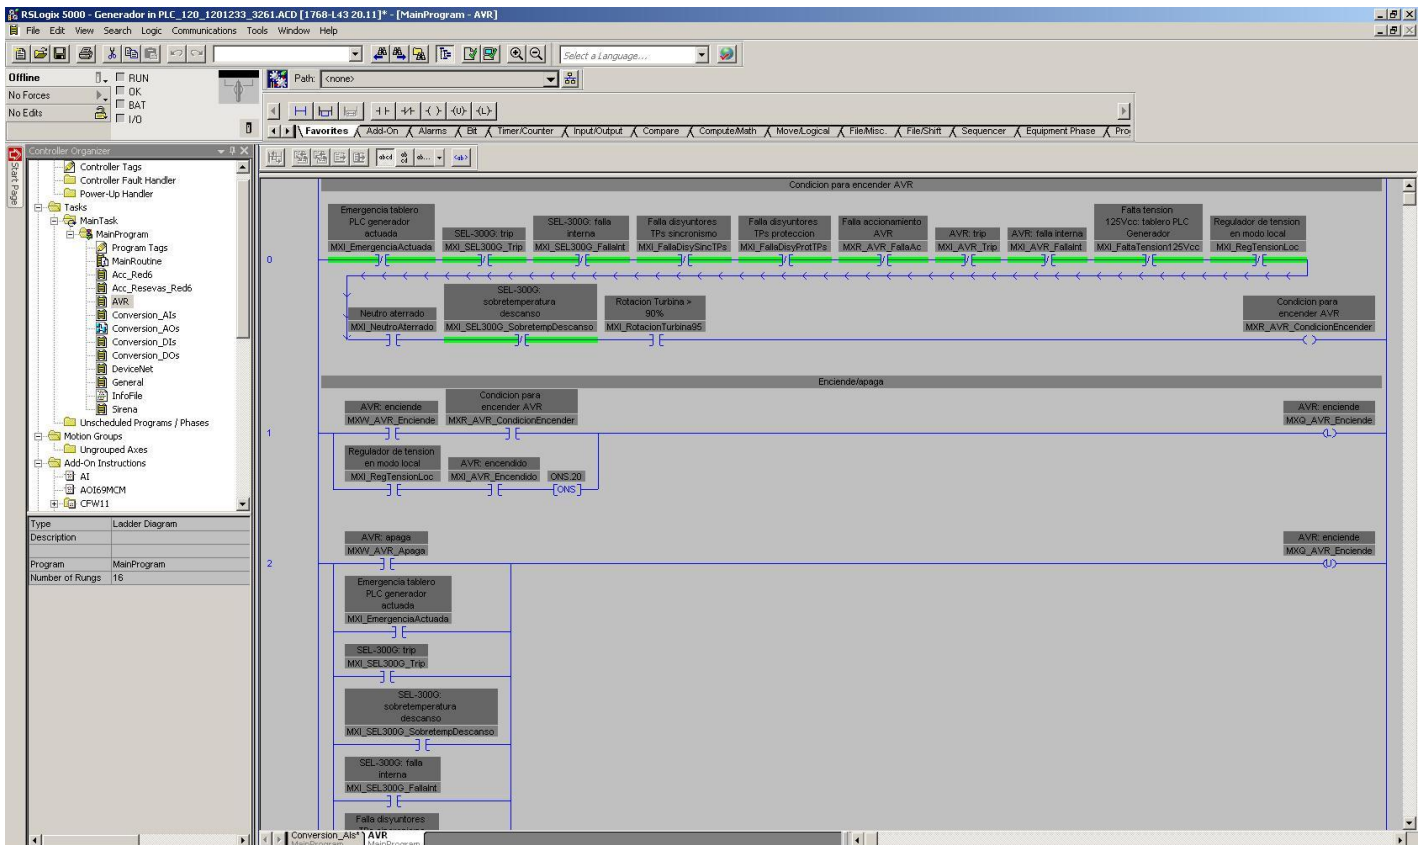 RSLogix 5000 - Generador in PLC_120_1201233_3261.ACD [1768-L43 20.11]* - [MainProgram - AVR]
File Edit View Search Logic Communications Tools Window Help
Select a Language...
Offline
RUN
No Forces
OK
No Edits
BAT
I/O
Path: <none>
Favorites Add-On Alarms Bit Timer/Counter Input/Output Compare Compute/Math Move/Logical File/Misc. File/Shift Sequencer Equipment Phase Pro
Start Page
Controller Organizer
Controller Tags
Controller Fault Handler
Power-Up Handler
Tasks
MainTask
MainProgram
Program Tags
MainRoutine
Acc_Red6
Acc_Resevas_Red6
AVR
Conversion_AIs
Conversion_AOs
Conversion_DIs
Conversion_DOs
DeviceNet
General
InfoFile
Sirena
Unscheduled Programs / Phases
Motion Groups
Ungrouped Axes
Add-On Instructions
AI
AOI69MCM
CFW11
Type Ladder Diagram
Description
Program MainProgram
Number of Rungs 16
Condicion para encender AVR
0
Emergencia tablero
PLC generador
actuada
MXI_EmergenciaActuada
SEL-300G: trip
MXI_SEL300G_Trip
SEL-300G: falla
interna
MXI_SEL300G_FallaInt
Falla disyuntores
TPs sincronismo
MXI_FallaDisySincTPs
Falla disyuntores
TPs proteccion
MXI_FallaDisyProtTPs
Falla accionamiento
AVR
MXR_AVR_FallaAc
AVR: trip
MXI_AVR_Trip
AVR: falla interna
MXI_AVR_FallaInt
Falta tension
125Vcc: tablero PLC
Generador
MXI_FaltaTension125Vcc
Regulador de tension
en modo local
MXI_RegTensionLoc
Neutro aterrado
MXI_NeutroAterrado
SEL-300G:
sobretemperatura
descanso
MXI_SEL300G_SobretempDescanso
Rotacion Turbina >
90%
MXI_RotacionTurbina95
Condicion para
encender AVR
MXR_AVR_CondicionEncender
Enciende/apaga
1
AVR: enciende
MXW_AVR_Enciende
Condicion para
encender AVR
MXR_AVR_CondicionEncender
AVR: enciende
MXQ_AVR_Enciende
L
Regulador de tension
en modo local
MXI_RegTensionLoc
AVR: encendido
MXI_AVR_Encendido
ONS.20
ONS
2
AVR: apaga
MXW_AVR_Apaga
AVR: enciende
MXQ_AVR_Enciende
U
Emergencia tablero
PLC generador
actuada
MXI_EmergenciaActuada
SEL-300G: trip
MXI_SEL300G_Trip
SEL-300G:
sobretemperatura
descanso
MXI_SEL300G_SobretempDescanso
SEL-300G: falla
interna
MXI_SEL300G_FallaInt
Falla disyuntores
Conversion_AIs* AVR
MainProgram MainProgram